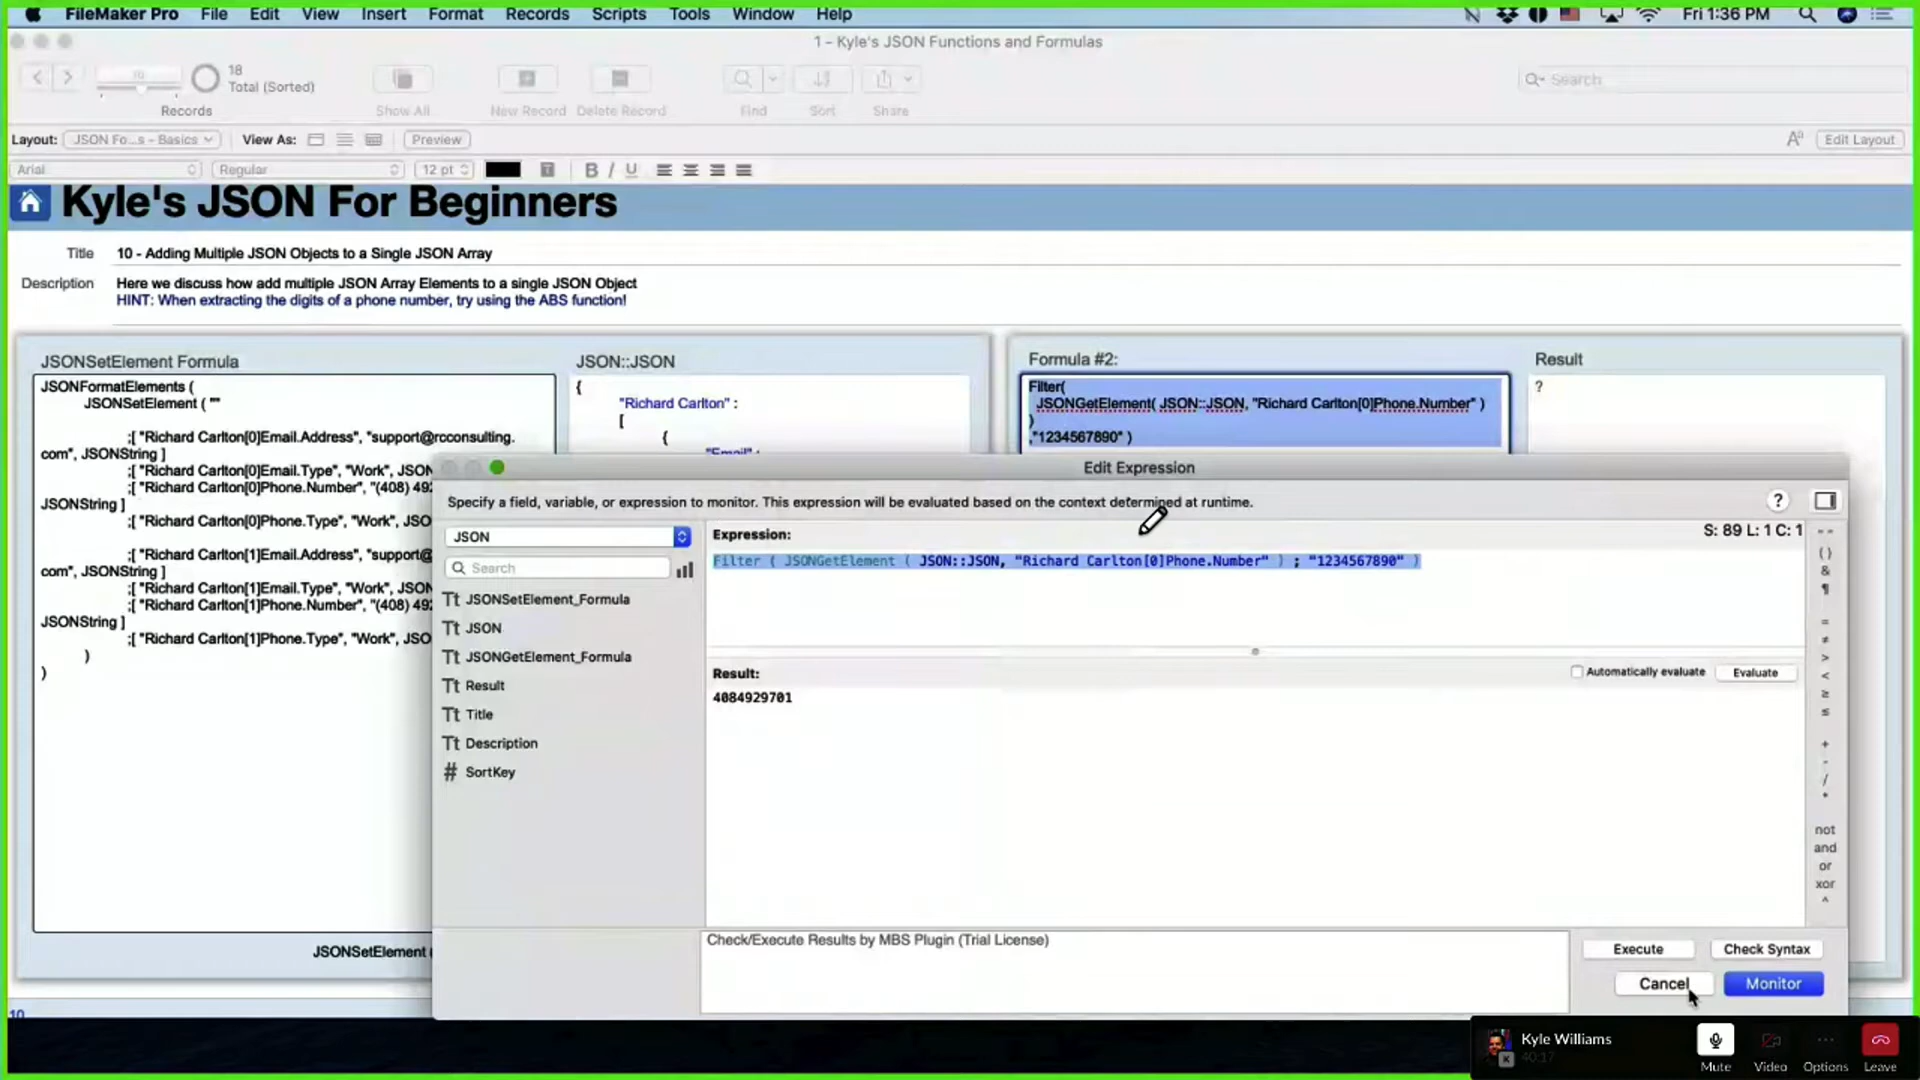 FileMaker Pro File Edit View Insert Format Records Scripts Tools Window Help Fri 1:36 PM
1 - Kyle's JSON Functions and Formulas
10
18
Total (Sorted)
Records Show All New Record Delete Record Find Sort Share
Search
Layout: JSON Fo...s - Basics View As: Preview Edit Layout
Arial Regular 12 pt B I U
Kyle's JSON For Beginners
Title 10 - Adding Multiple JSON Objects to a Single JSON Array
Description Here we discuss how add multiple JSON Array Elements to a single JSON Object
HINT: When extracting the digits of a phone number, try using the ABS function!
JSONSetElement Formula
JSONFormatElements (
JSONSetElement ( ""
;[ "Richard Carlton[0]Email.Address", "support@rcconsulting.
com", JSONString ]
;[ "Richard Carlton[0]Email.Type", "Work", JSON
;[ "Richard Carlton[0]Phone.Number", "(408) 492
JSONString ]
;[ "Richard Carlton[0]Phone.Type", "Work", JSO
;[ "Richard Carlton[1]Email.Address", "support@
com", JSONString ]
;[ "Richard Carlton[1]Email.Type", "Work", JSON
;[ "Richard Carlton[1]Phone.Number", "(408) 492
JSONString ]
;[ "Richard Carlton[1]Phone.Type", "Work", JSO
)
)
JSONSetElement (
JSON::JSON
{
"Richard Carlton" :
[
{
"Email" :
Formula #2:
Filter(
JSONGetElement( JSON::JSON, "Richard Carlton[0]Phone.Number" )
)
,"1234567890" )
Result
?
Edit Expression
Specify a field, variable, or expression to monitor. This expression will be evaluated based on the context determined at runtime.
?
JSON
Search
JSONSetElement_Formula
JSON
JSONGetElement_Formula
Result
Title
Description
# SortKey
Expression: S: 89 L: 1 C: 1
Filter ( JSONGetElement ( JSON::JSON, "Richard Carlton[0]Phone.Number" ) ; "1234567890" )
Result: Automatically evaluate Evaluate
4084929701
( )
&
¶
=
≠
>
<
≥
≤
+
-
/
*
not
and
or
xor
^
Check/Execute Results by MBS Plugin (Trial License)
Execute Check Syntax
Cancel Monitor
10
Kyle Williams
40:17
Mute Video Options Leave